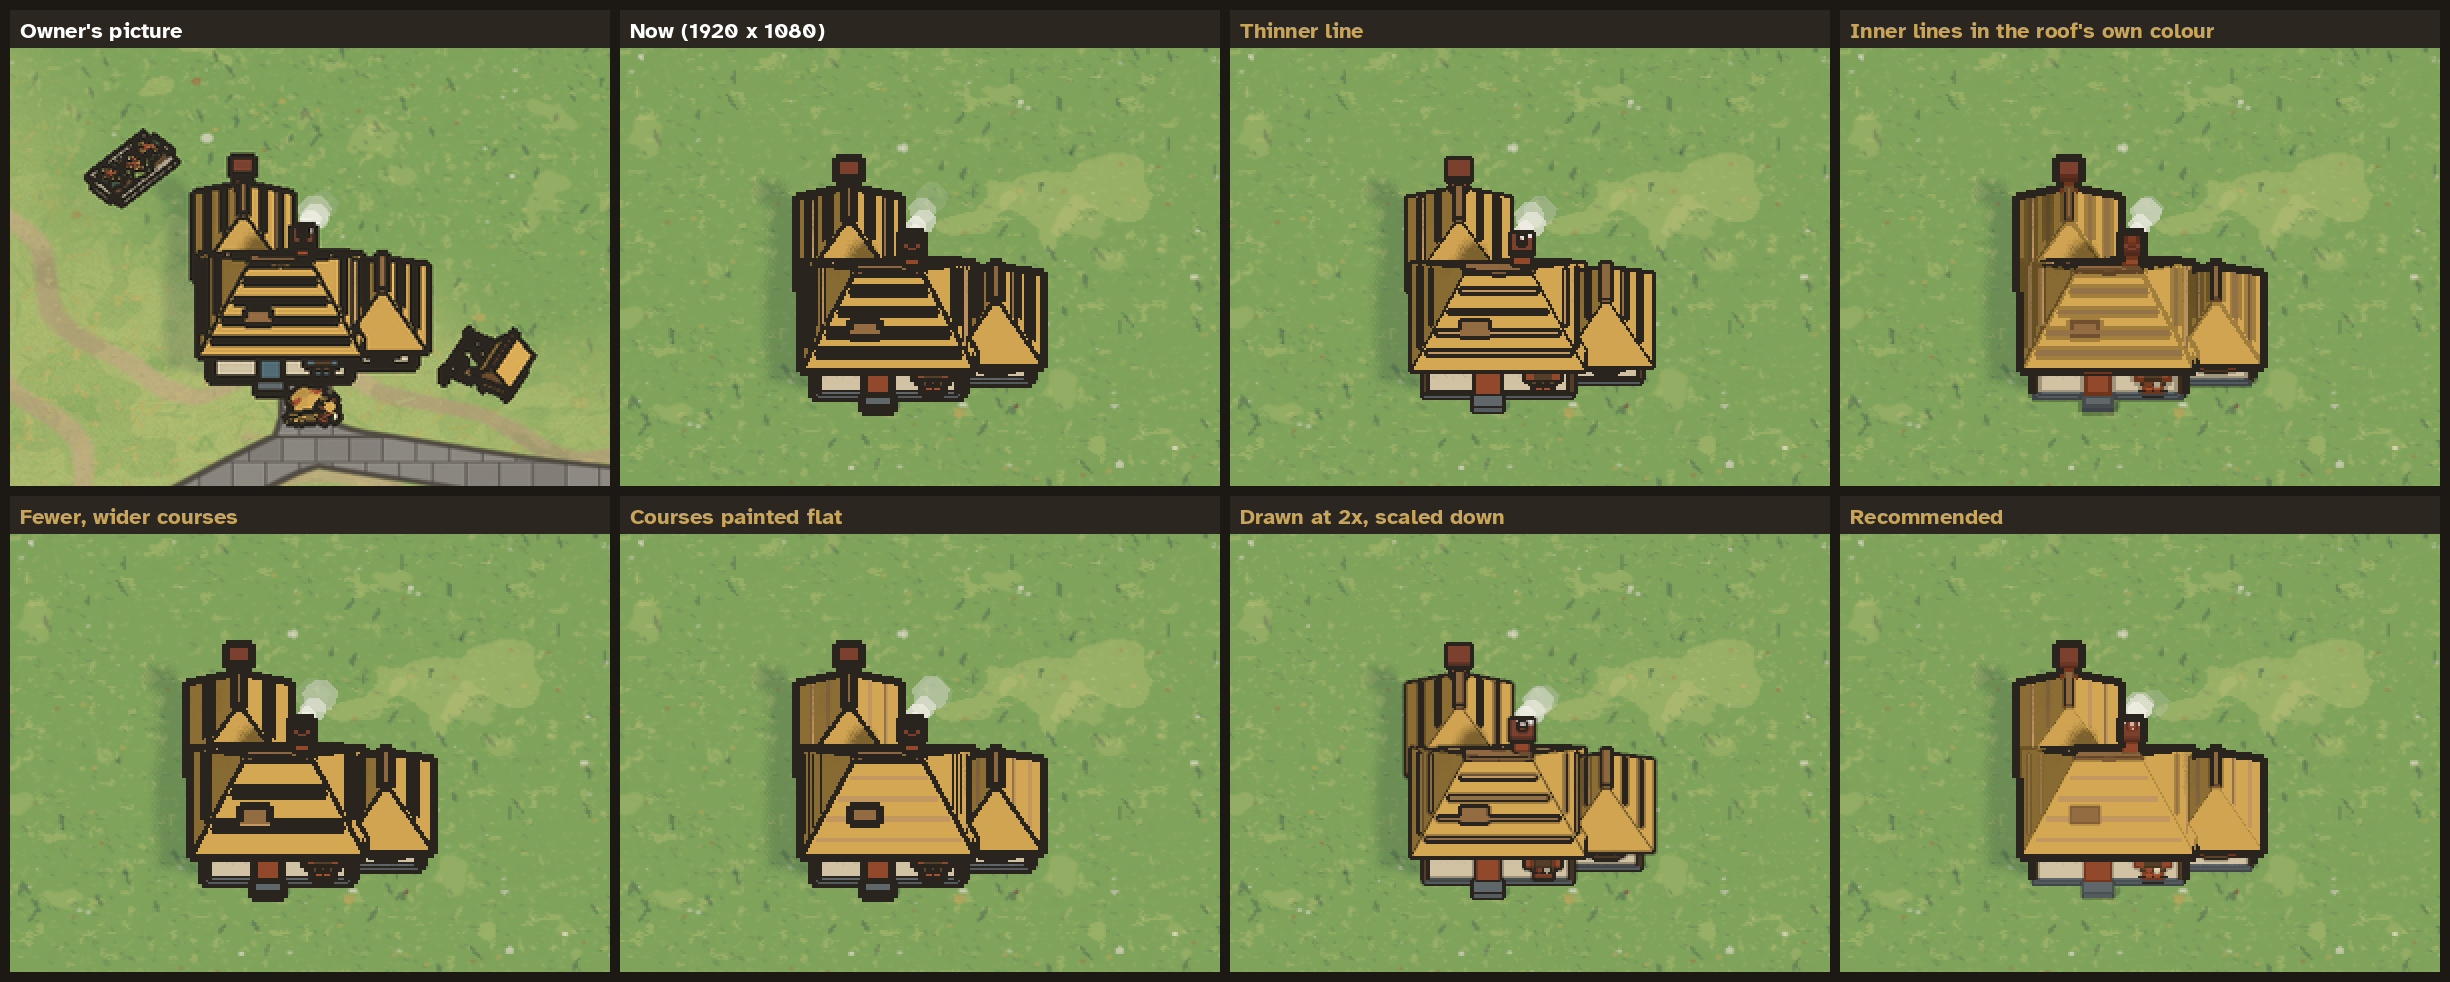 Owner's picture
Now (1920 x 1080)
Thinner line
Inner lines in the roof's own colour
Fewer, wider courses
Courses painted flat
Drawn at 2x, scaled down
Recommended